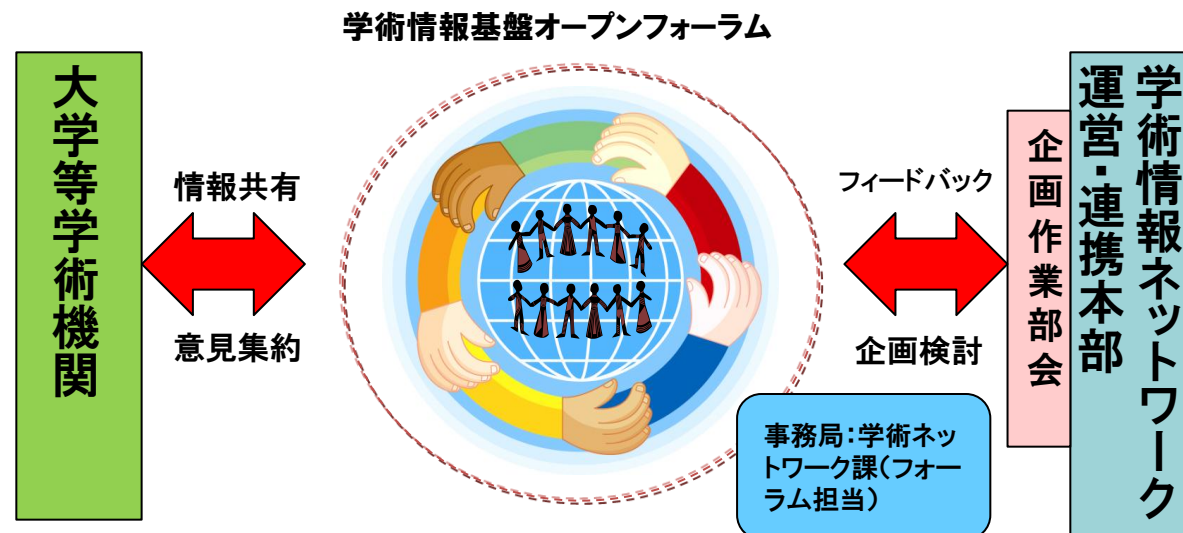 学術情報基盤オープンフォーラム
大学等学術機関
情報共有
意見集約
フィードバック
企画検討
事務局:学術ネッ
トワーク課(フォー
ラム担当)
企画作業部会
学術情報ネットワーク
運営・連携本部